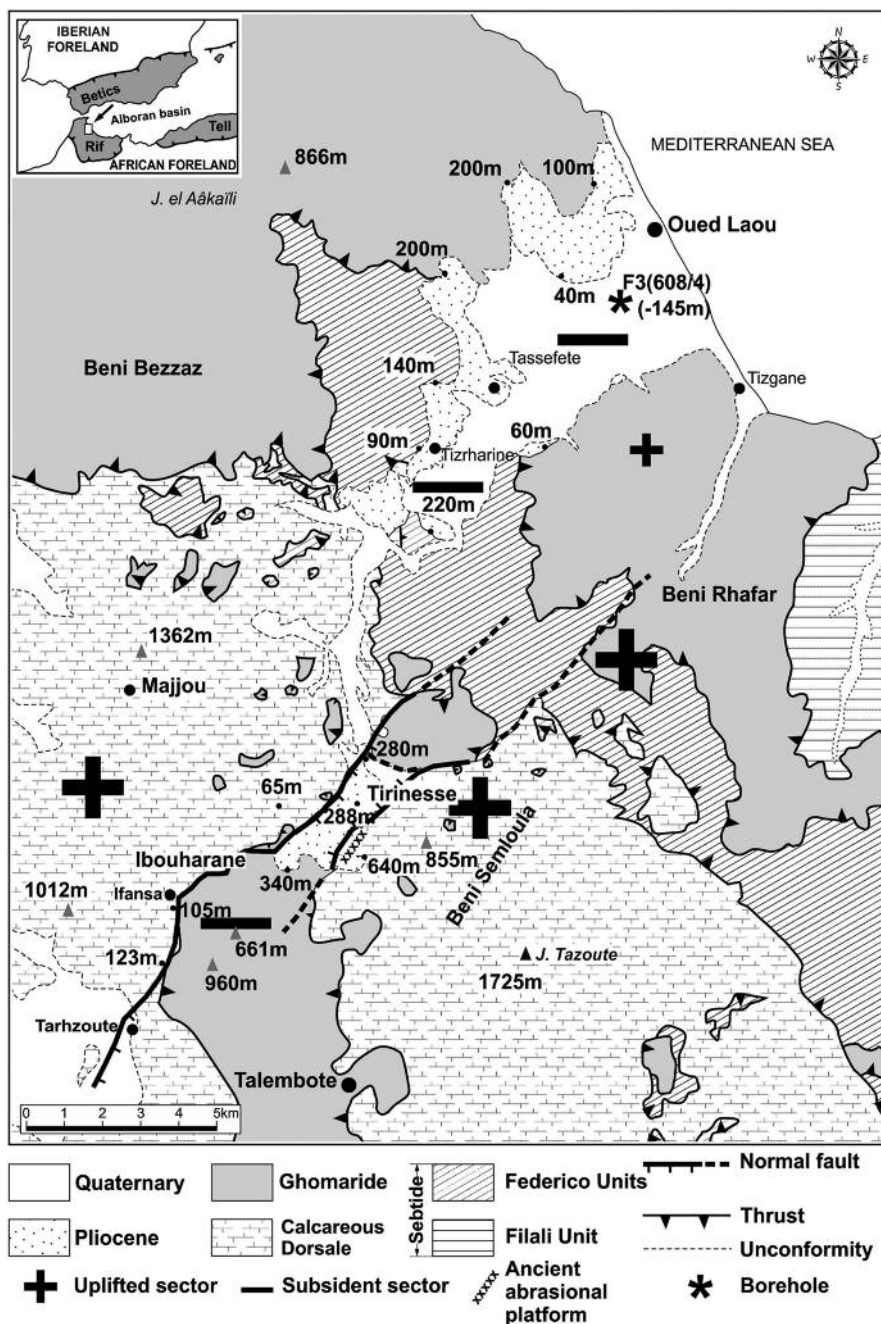 IBERIAN
FORELAND
Betics
Alboran basin
Rif
Tell
AFRICAN FORELAND
N
W E
S
MEDITERRANEAN SEA
866m
J. el Aâkaïli
200m
100m
Oued Laou
200m
40m
F3(608/4)
(-145m)
Beni Bezzaz
140m
Tassefete
Tizgane
90m
Tizrharine
60m
220m
Beni Rhafar
1362m
Majjou
280m
65m
Tirinesse
288m
Ibouharane
640m
855m
Beni Semloula
340m
1012m
Ifansa
105m
661m
J. Tazoute
123m
960m
1725m
Tarhzoute
Talembote
0 1 2 3 4 5km
Quaternary
Ghomaride
Sebtide
Federico Units
Normal fault
Pliocene
Calcareous
Dorsale
Filali Unit
Thrust
Unconformity
Uplifted sector
Subsident sector
Ancient
abrasional
platform
Borehole